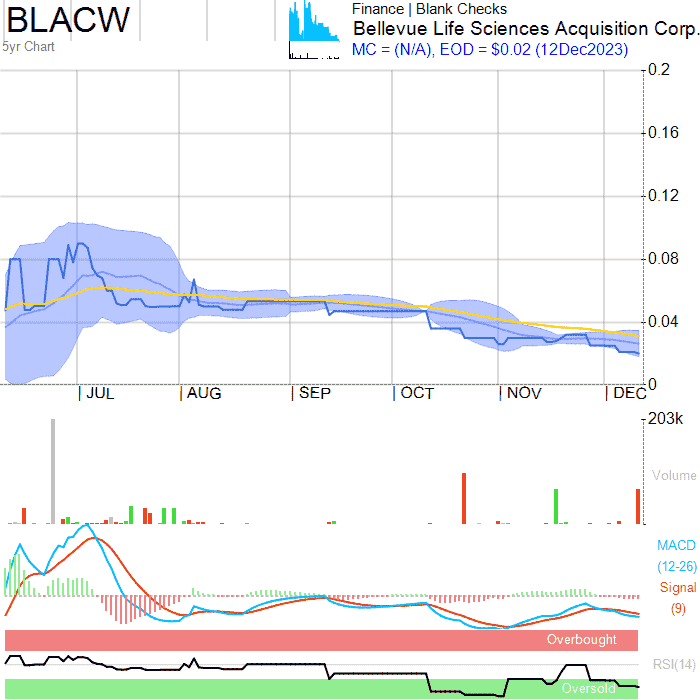 BLACW
5yr Chart
Finance | Blank Checks
Bellevue Life Sciences Acquisition Corp.
MC = (N/A), EOD = $0.02 (12Dec2023)
0.2
0.16
0.12
0.08
0.04
0
| JUL | AUG | SEP | OCT | NOV | DEC
203k
Volume
MACD
(12-26)
Signal
(9)
Overbought
RSI(14)
Oversold